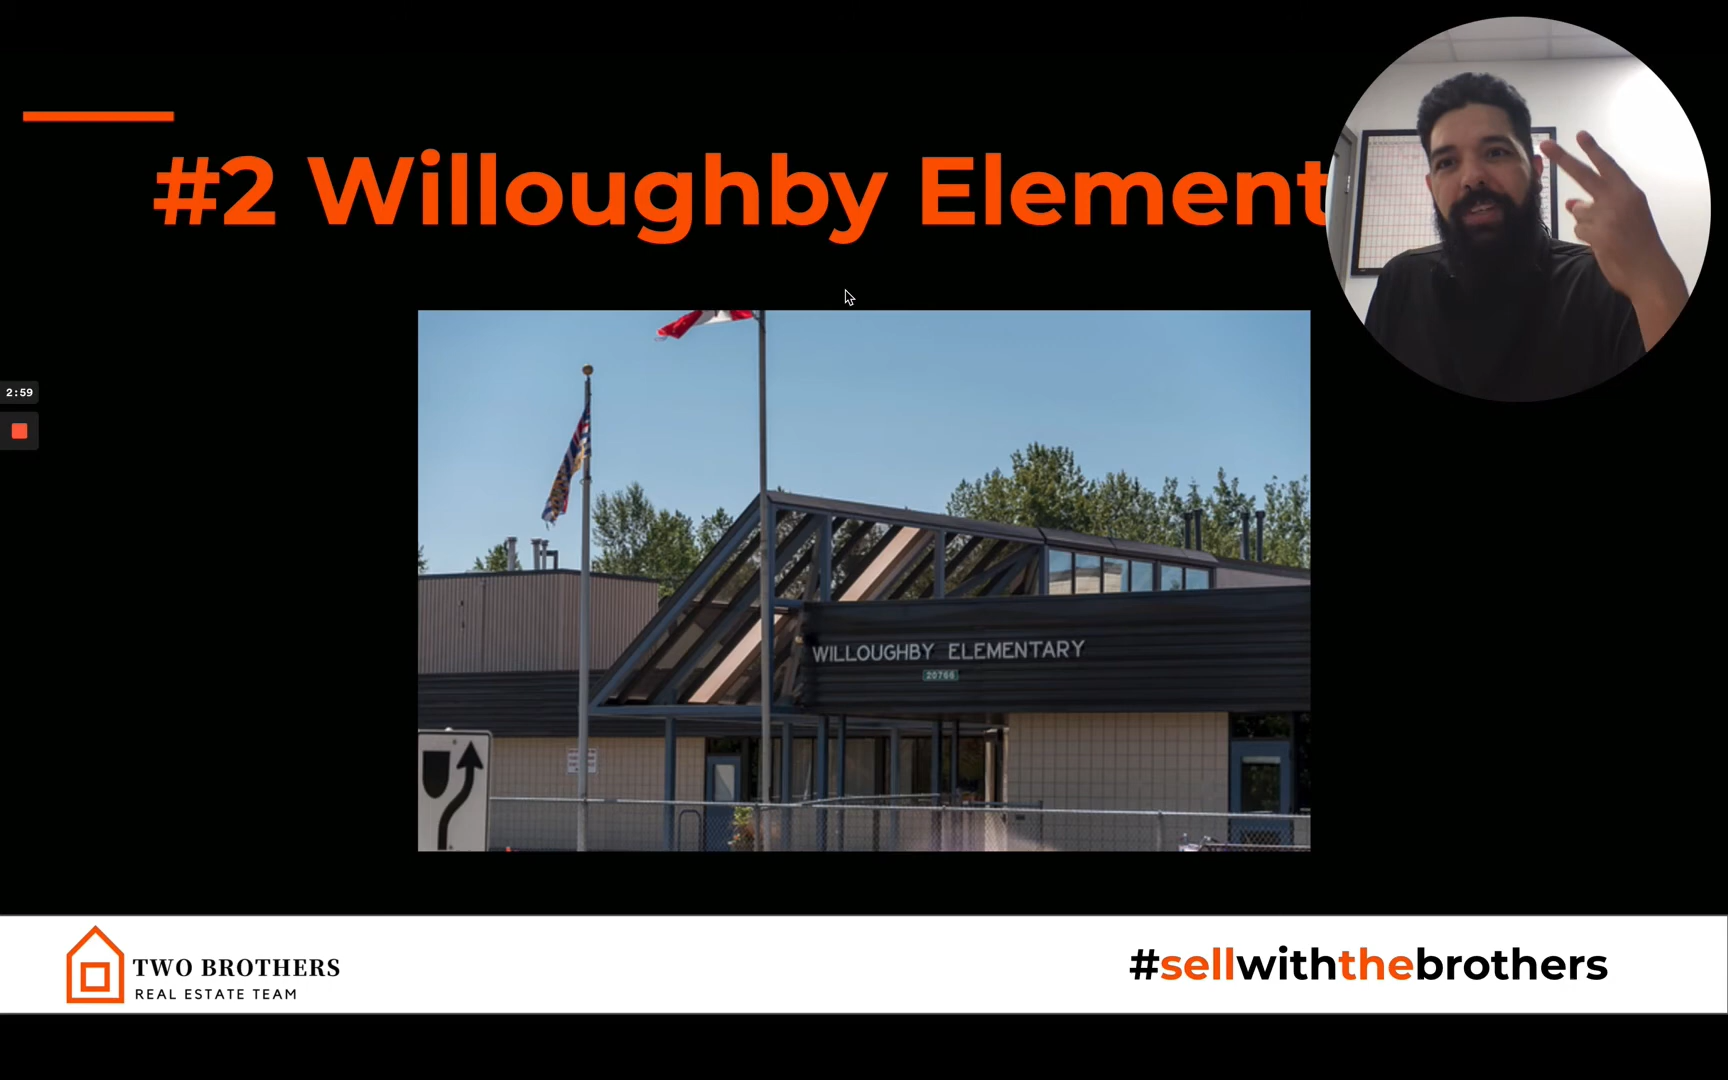 #2 Willoughby Element
2:59
WILLOUGHBY ELEMENTARY
20766
TWO BROTHERS
REAL ESTATE TEAM
#sellwiththebrothers